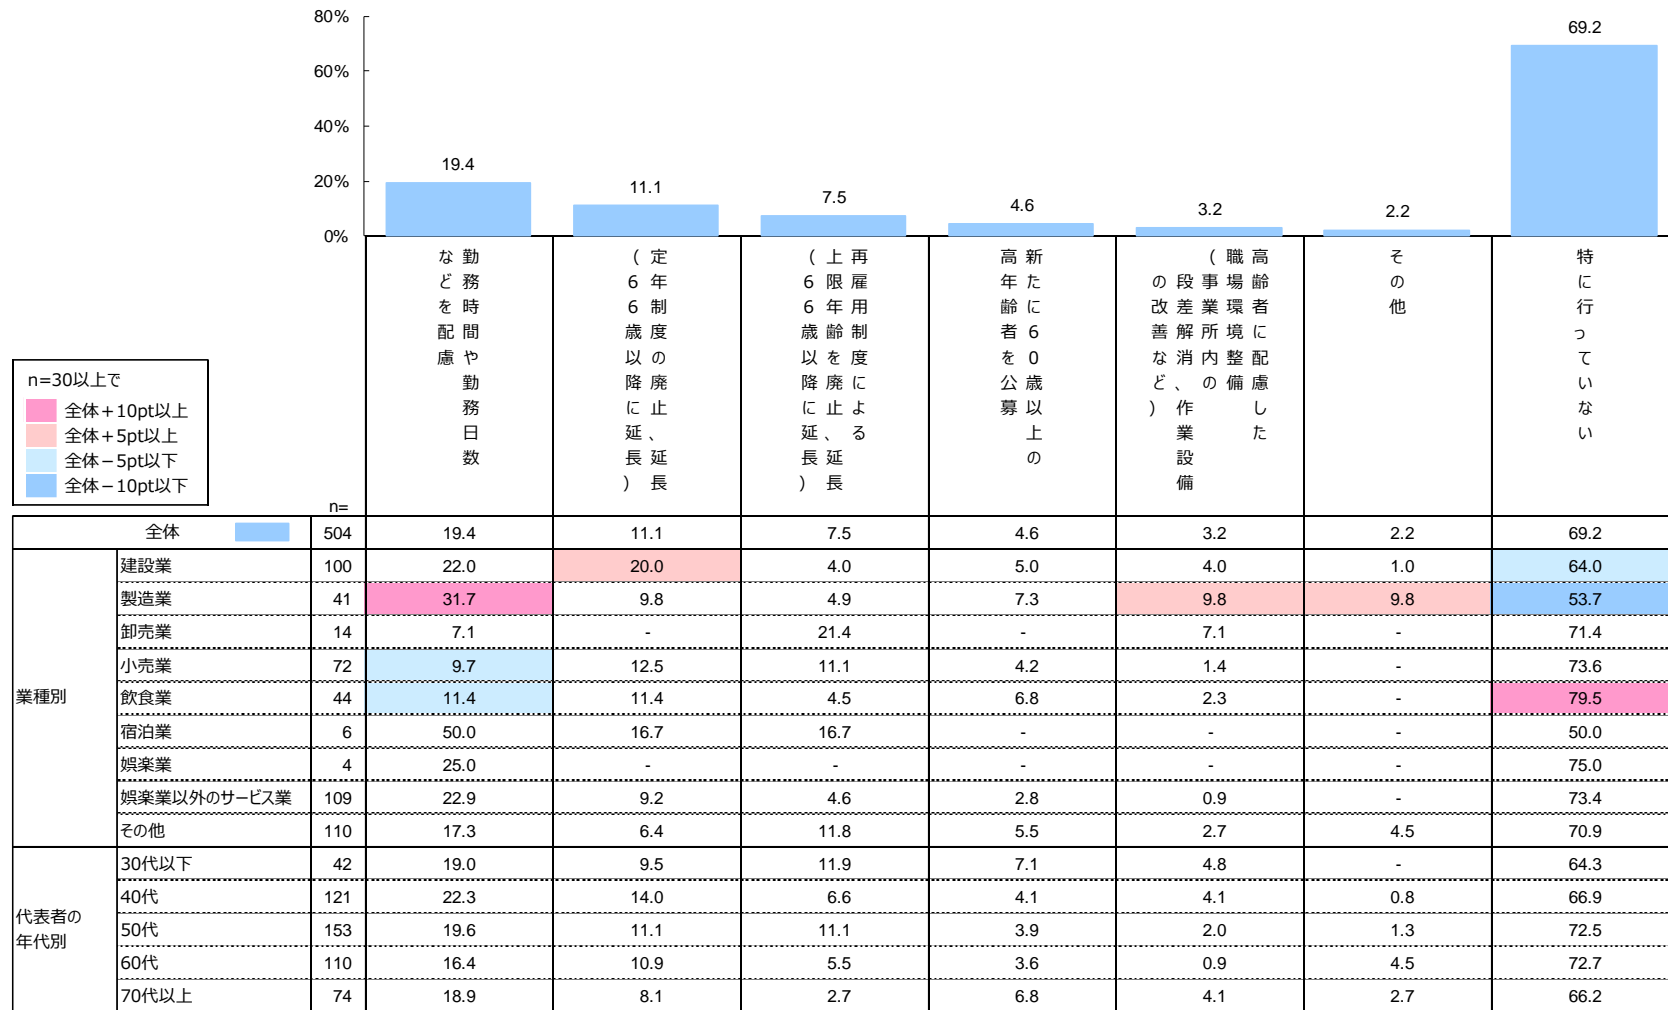 80%
60%
40%
20%
0%
19.4
11.1
7.5
4.6
3.2
2.2
69.2
勤務時間や勤務日数
などを配慮
定年制度の廃止、延長
(66歳以降に延長)
再雇用制度による
上限年齢を廃止、延長
(66歳以降に延長)
新たに60歳以上の
高年齢者を公募
高齢者に配慮した
職場環境整備
(事業所内の
段差解消、作業設備
の改善など)
その他
特に行っていない
n=30以上で
全体+10pt以上
全体+5pt以上
全体-5pt以下
全体-10pt以下
n=
全体 504 19.4 11.1 7.5 4.6 3.2 2.2 69.2
業種別
建設業 100 22.0 20.0 4.0 5.0 4.0 1.0 64.0
製造業 41 31.7 9.8 4.9 7.3 9.8 9.8 53.7
卸売業 14 7.1 - 21.4 - 7.1 - 71.4
小売業 72 9.7 12.5 11.1 4.2 1.4 - 73.6
飲食業 44 11.4 11.4 4.5 6.8 2.3 - 79.5
宿泊業 6 50.0 16.7 16.7 - - - 50.0
娯楽業 4 25.0 - - - - - 75.0
娯楽業以外のサービス業 109 22.9 9.2 4.6 2.8 0.9 - 73.4
その他 110 17.3 6.4 11.8 5.5 2.7 4.5 70.9
代表者の
年代別
30代以下 42 19.0 9.5 11.9 7.1 4.8 - 64.3
40代 121 22.3 14.0 6.6 4.1 4.1 0.8 66.9
50代 153 19.6 11.1 11.1 3.9 2.0 1.3 72.5
60代 110 16.4 10.9 5.5 3.6 0.9 4.5 72.7
70代以上 74 18.9 8.1 2.7 6.8 4.1 2.7 66.2